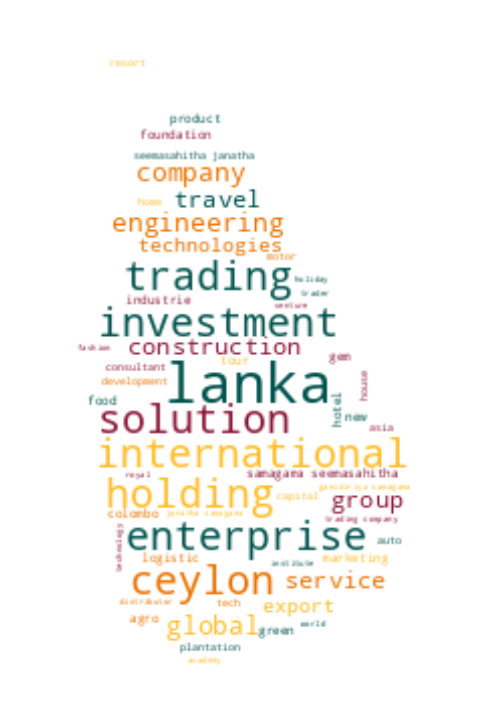 resort
product
foundation
seemasahitha janatha
company
home travel
engineering
technologies
motor
trading
holiday
trader
industrie
venture
investment
fashion
construction
gem
tour
consultant
house
development
lanka
food
hotel
new
solution
asia
international
royal
samagama seemasahitha
holding
capital
group
colombo
janatha samagama
trading company
technology
enterprise
auto
logistic
institute
marketing
ceylon
service
distributor
tech
export
agro
global
green
world
plantation
academy